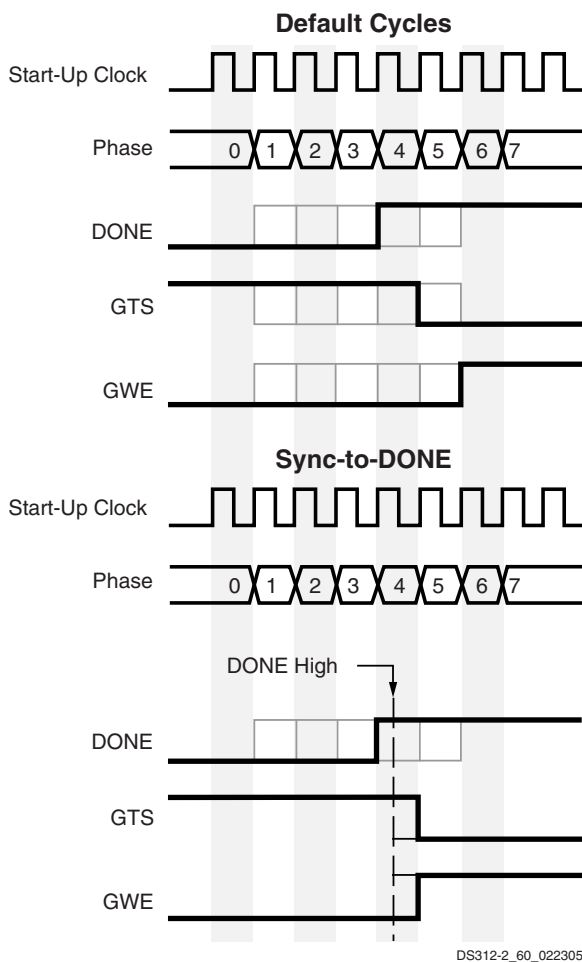 Default Cycles
Start-Up Clock
Phase
0 1 2 3 4 5 6 7
DONE
GTS
GWE
Sync-to-DONE
Start-Up Clock
Phase
0 1 2 3 4 5 6 7
DONE High
DONE
GTS
GWE
DS312-2_60_022305